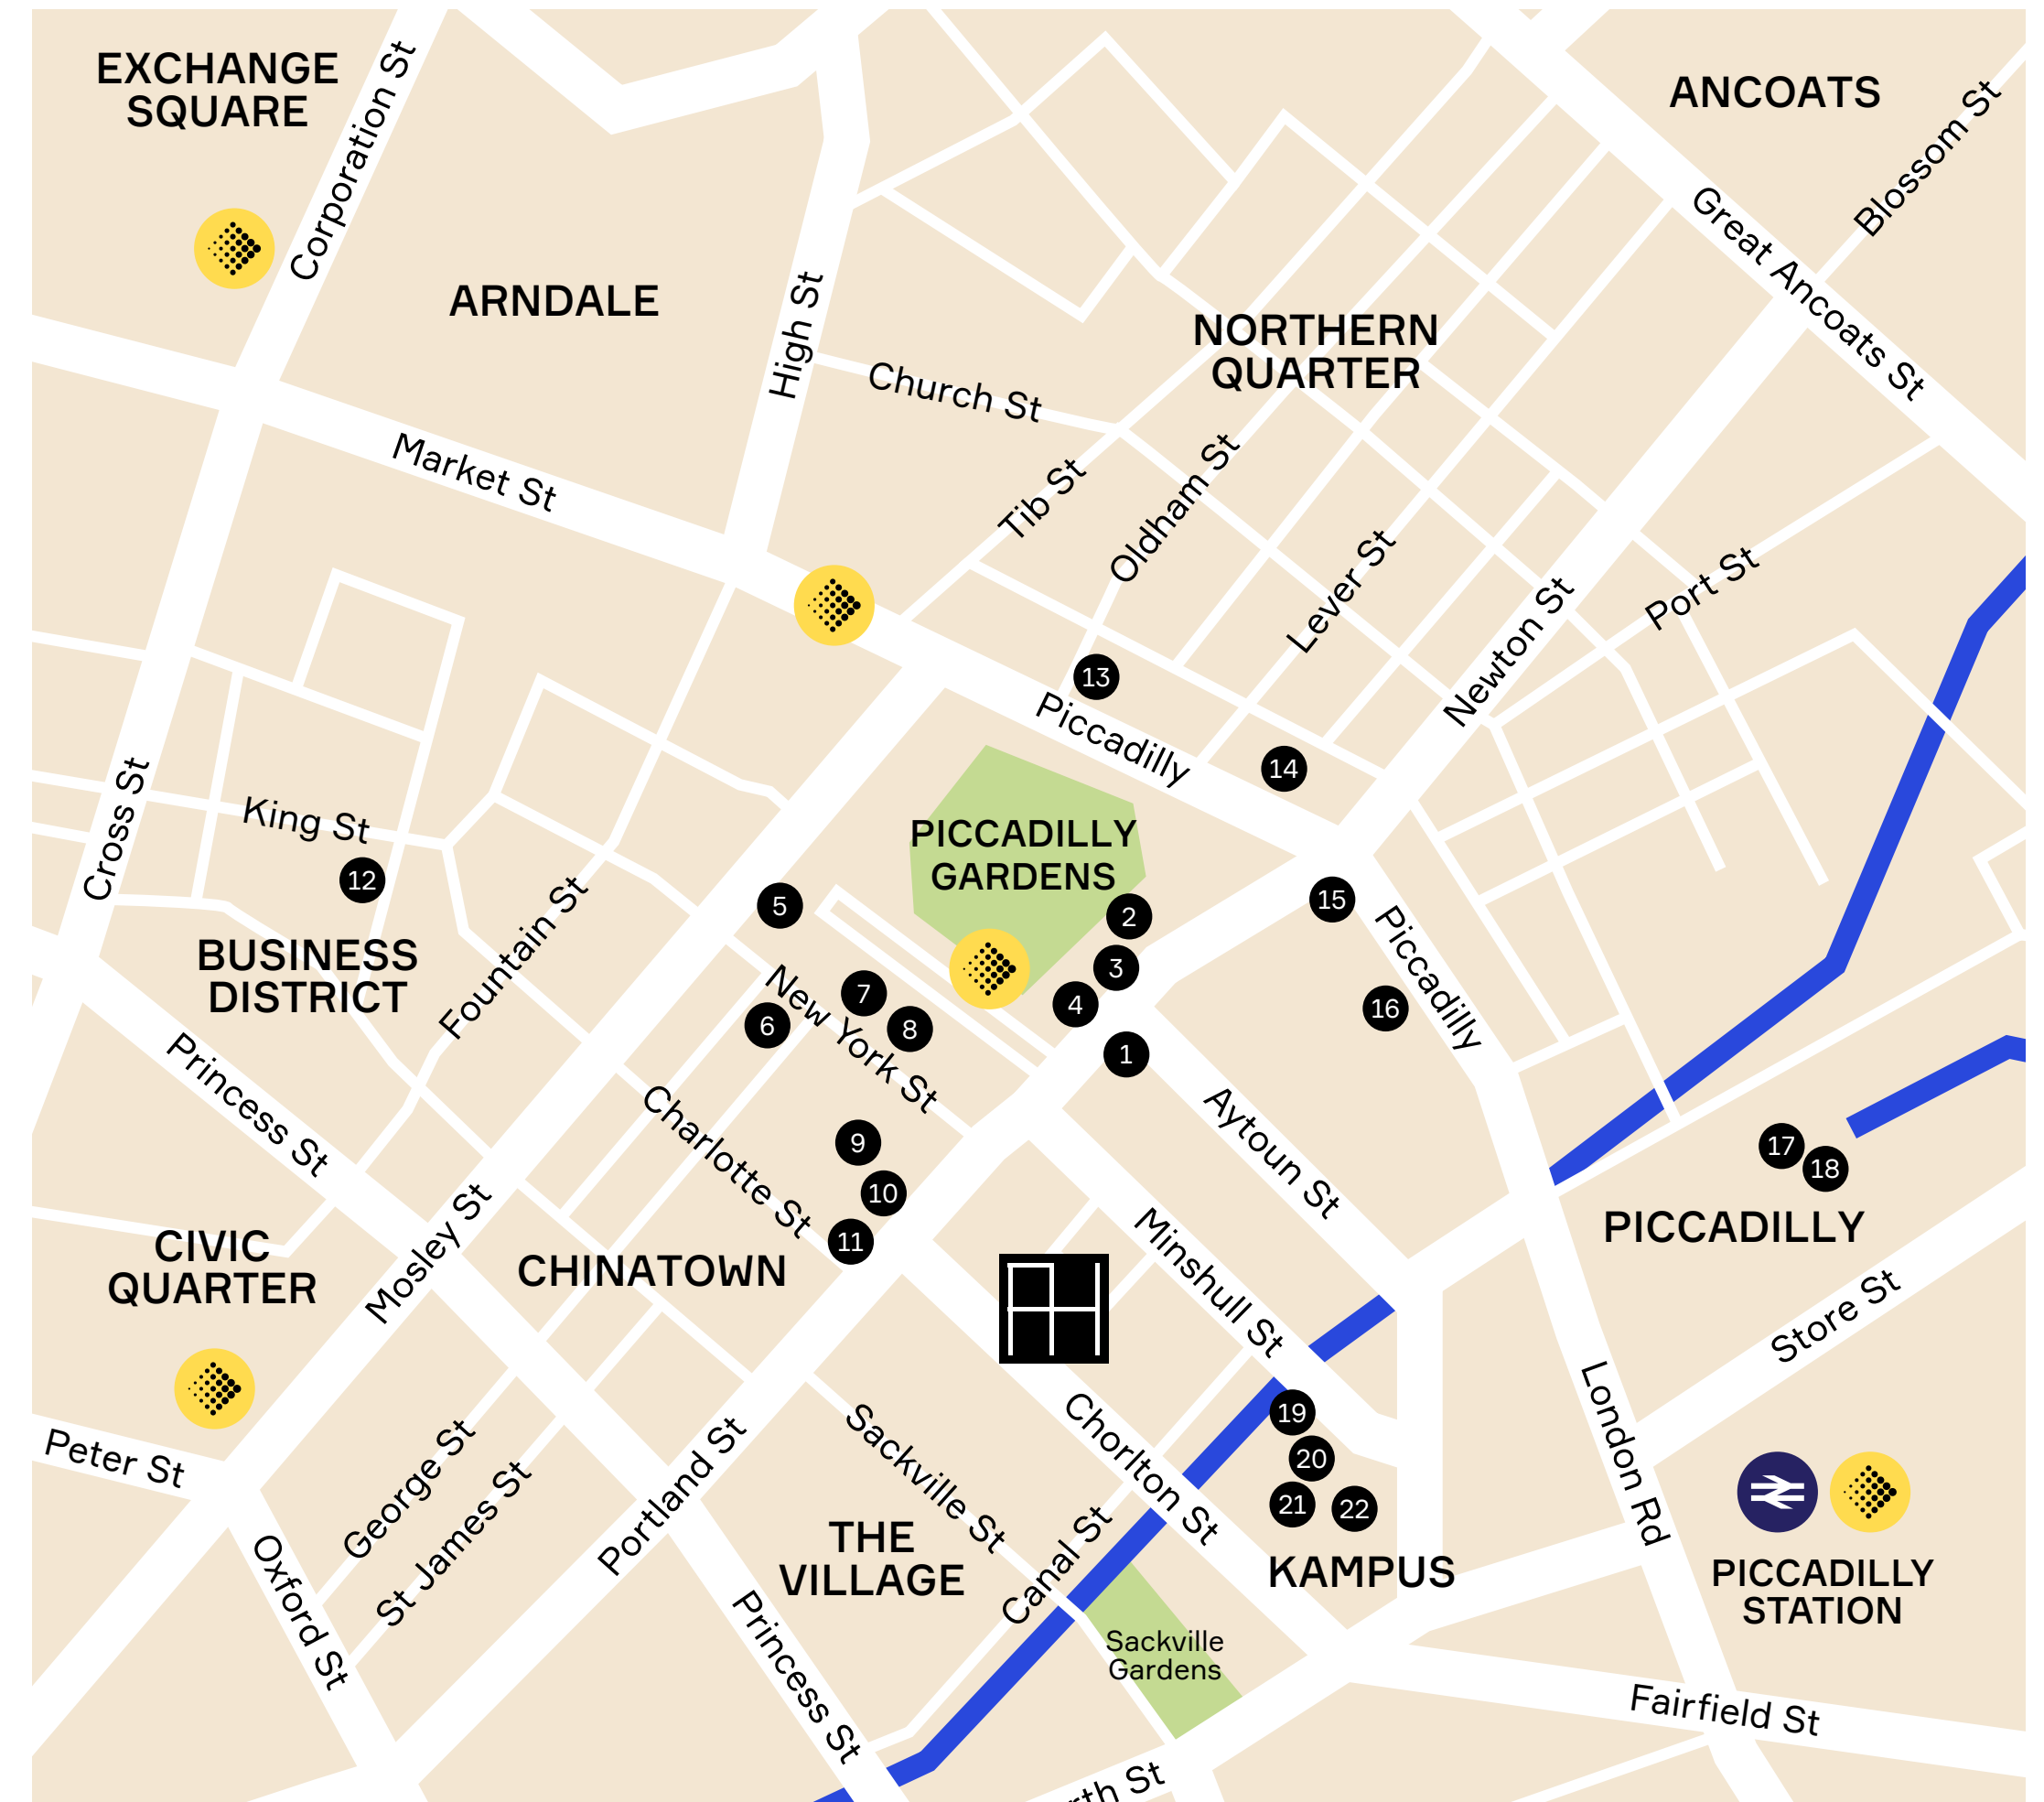 EXCHANGE
SQUARE
Corporation St
ANCOATS
Blossom St
Great Ancoats St
ARNDALE
High St
NORTHERN
QUARTER
Church St
Market St
Tib St
Oldham St
Lever St
Newton St
Port St
13
Piccadilly
14
Cross St
King St
12
PICCADILLY
GARDENS
5
2
15
Piccadilly
BUSINESS
DISTRICT
Fountain St
3
4
16
New York St
7
6
8
1
Princess St
Charlotte St
Aytoun St
9
10
11
17
18
PICCADILLY
CIVIC
QUARTER
Mosley St
CHINATOWN
Minshull St
Store St
Peter St
George St
St James St
Portland St
Sackville St
Chorlton St
19
20
21
22
London Rd
Oxford St
THE
VILLAGE
Canal St
KAMPUS
PICCADILLY
STATION
Princess St
Sackville
Gardens
Fairfield St
rth St